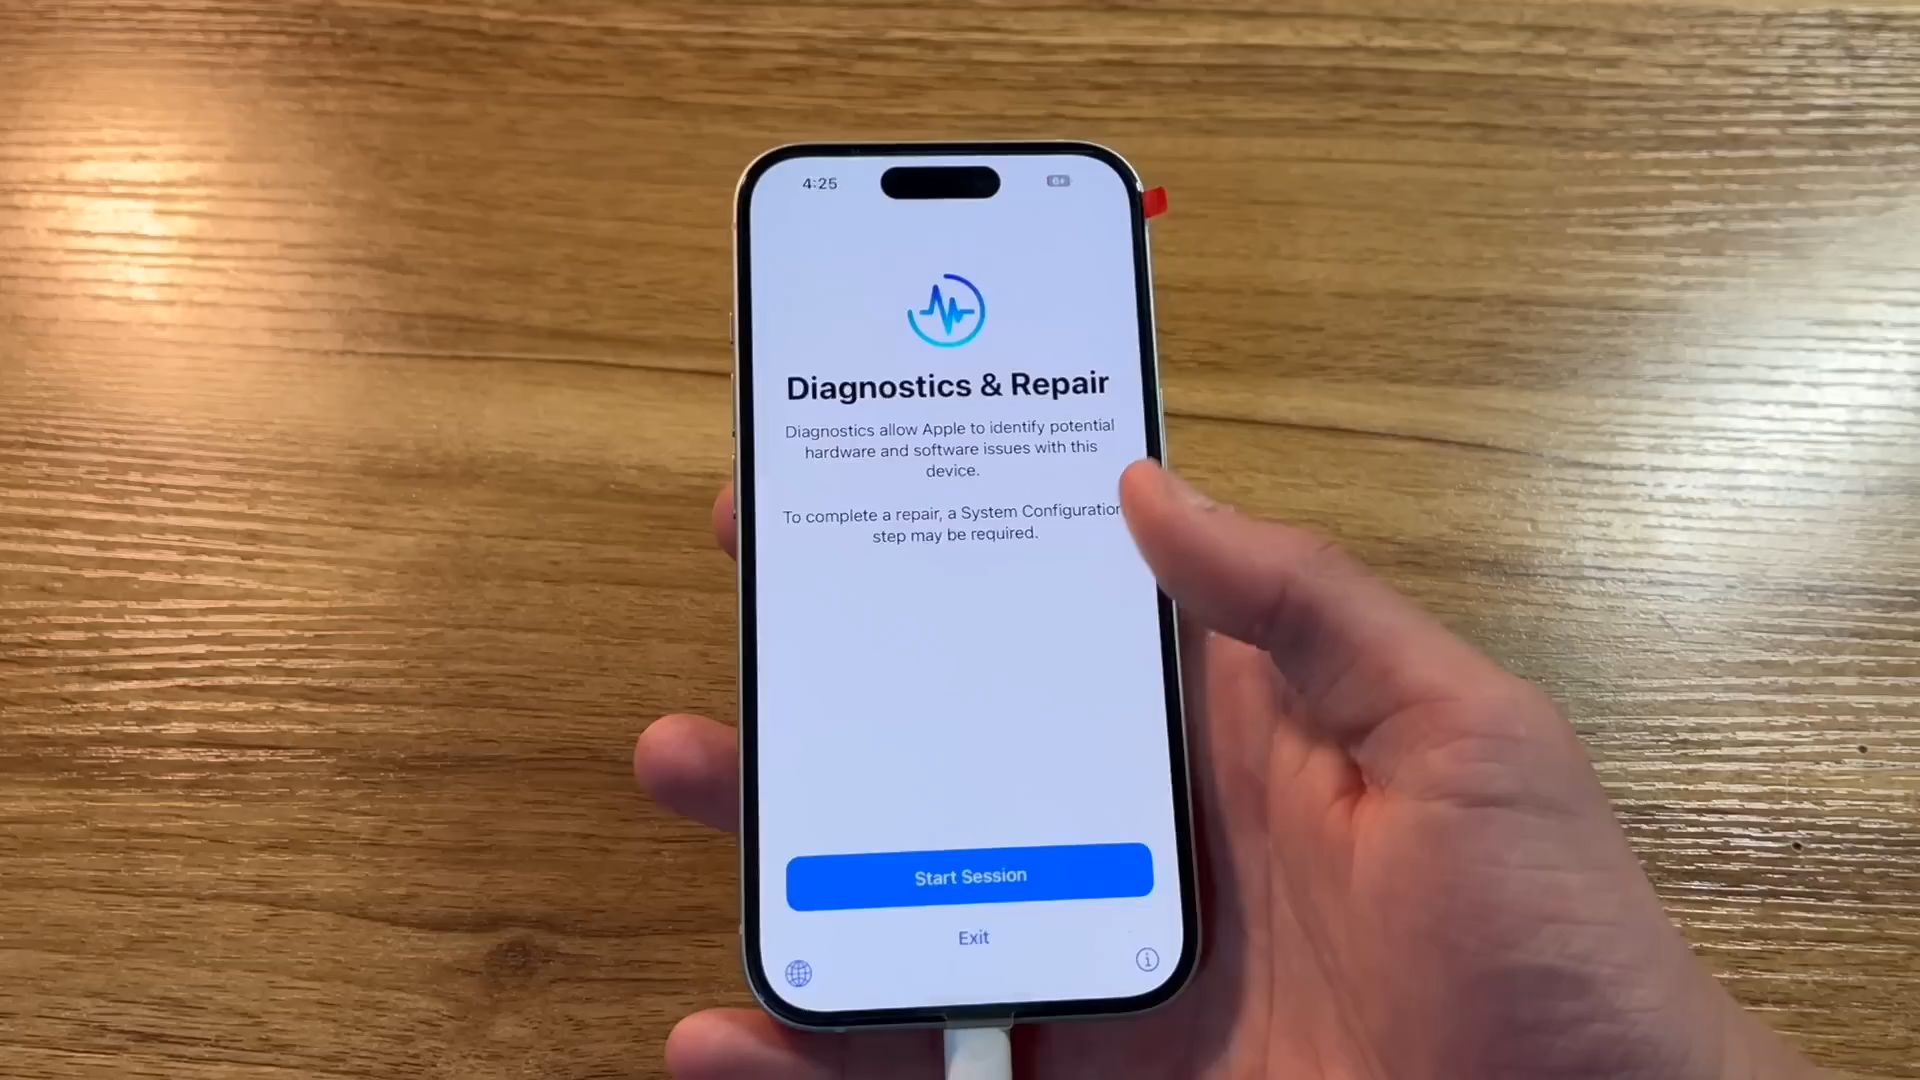 4:25
Diagnostics & Repair
Diagnostics allow Apple to identify potential
hardware and software issues with this
device.
To complete a repair, a System Configuration
step may be required.
Start Session
Exit